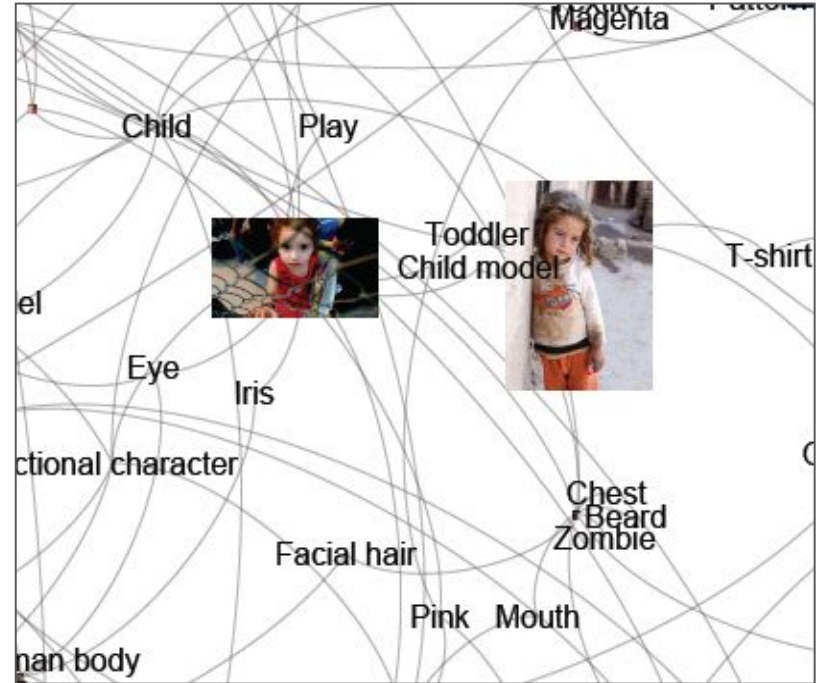 Magenta
Child
Play
Toddler
Child model
T-shirt
el
Eye
Iris
ctional character
Chest
Beard
Zombie
Facial hair
Pink
Mouth
nan body